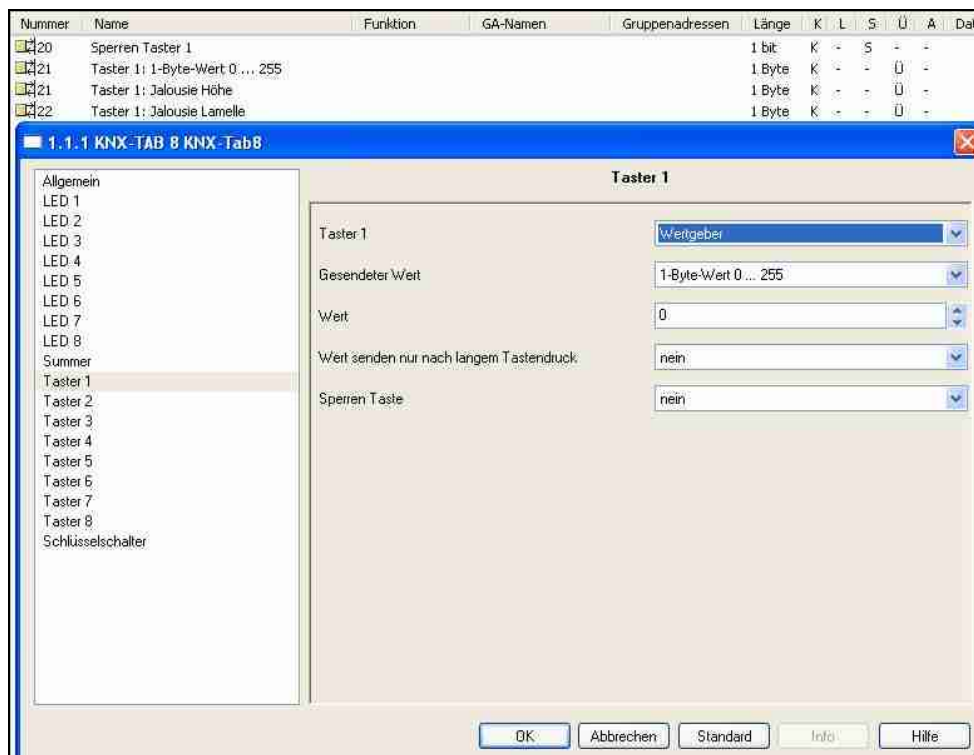 Nummer Name Funktion GA-Namen Gruppenadressen Länge K L S Ü A Dat
20 Sperren Taster 1 1 bit K - S - -
21 Taster 1: 1-Byte-Wert 0 ... 255 1 Byte K - - Ü -
21 Taster 1: Jalousie Höhe 1 Byte K - - Ü -
22 Taster 1: Jalousie Lamelle 1 Byte K - - Ü -
1.1.1 KNX-TAB 8 KNX-Tab8
Allgemein
LED 1
LED 2
LED 3
LED 4
LED 5
LED 6
LED 7
LED 8
Summer
Taster 1
Taster 2
Taster 3
Taster 4
Taster 5
Taster 6
Taster 7
Taster 8
Schlüsselschalter
Taster 1
Taster 1 Wertgeber
Gesendeter Wert 1-Byte-Wert 0 ... 255
Wert 0
Wert senden nur nach langem Tastendruck nein
Sperren Taste nein
OK Abbrechen Standard Info Hilfe